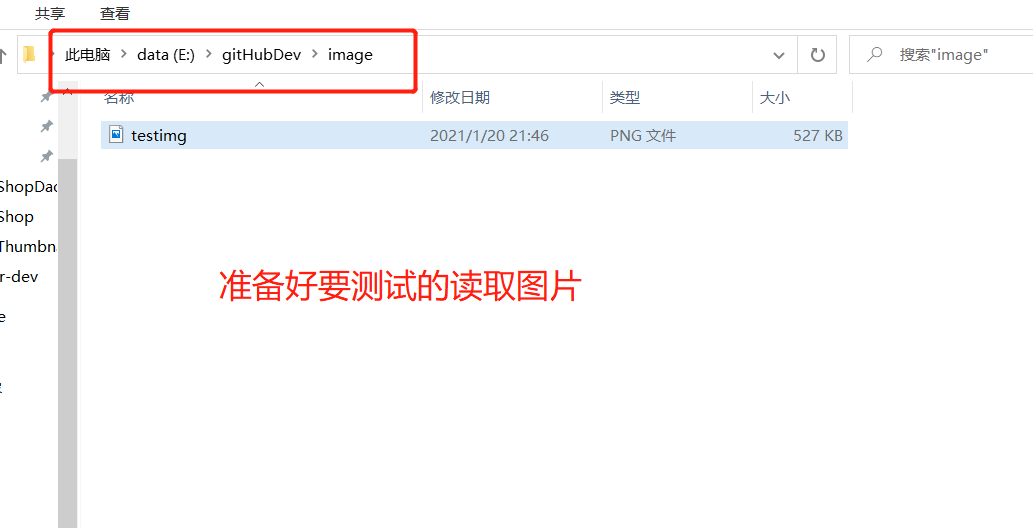 共享 查看
此电脑 data (E:) gitHubDev image 搜索"image"
名称 修改日期 类型 大小
testimg 2021/1/20 21:46 PNG 文件 527 KB
ShopDac
Shop
Thumbna
r-dev
准备好要测试的读取图片
e